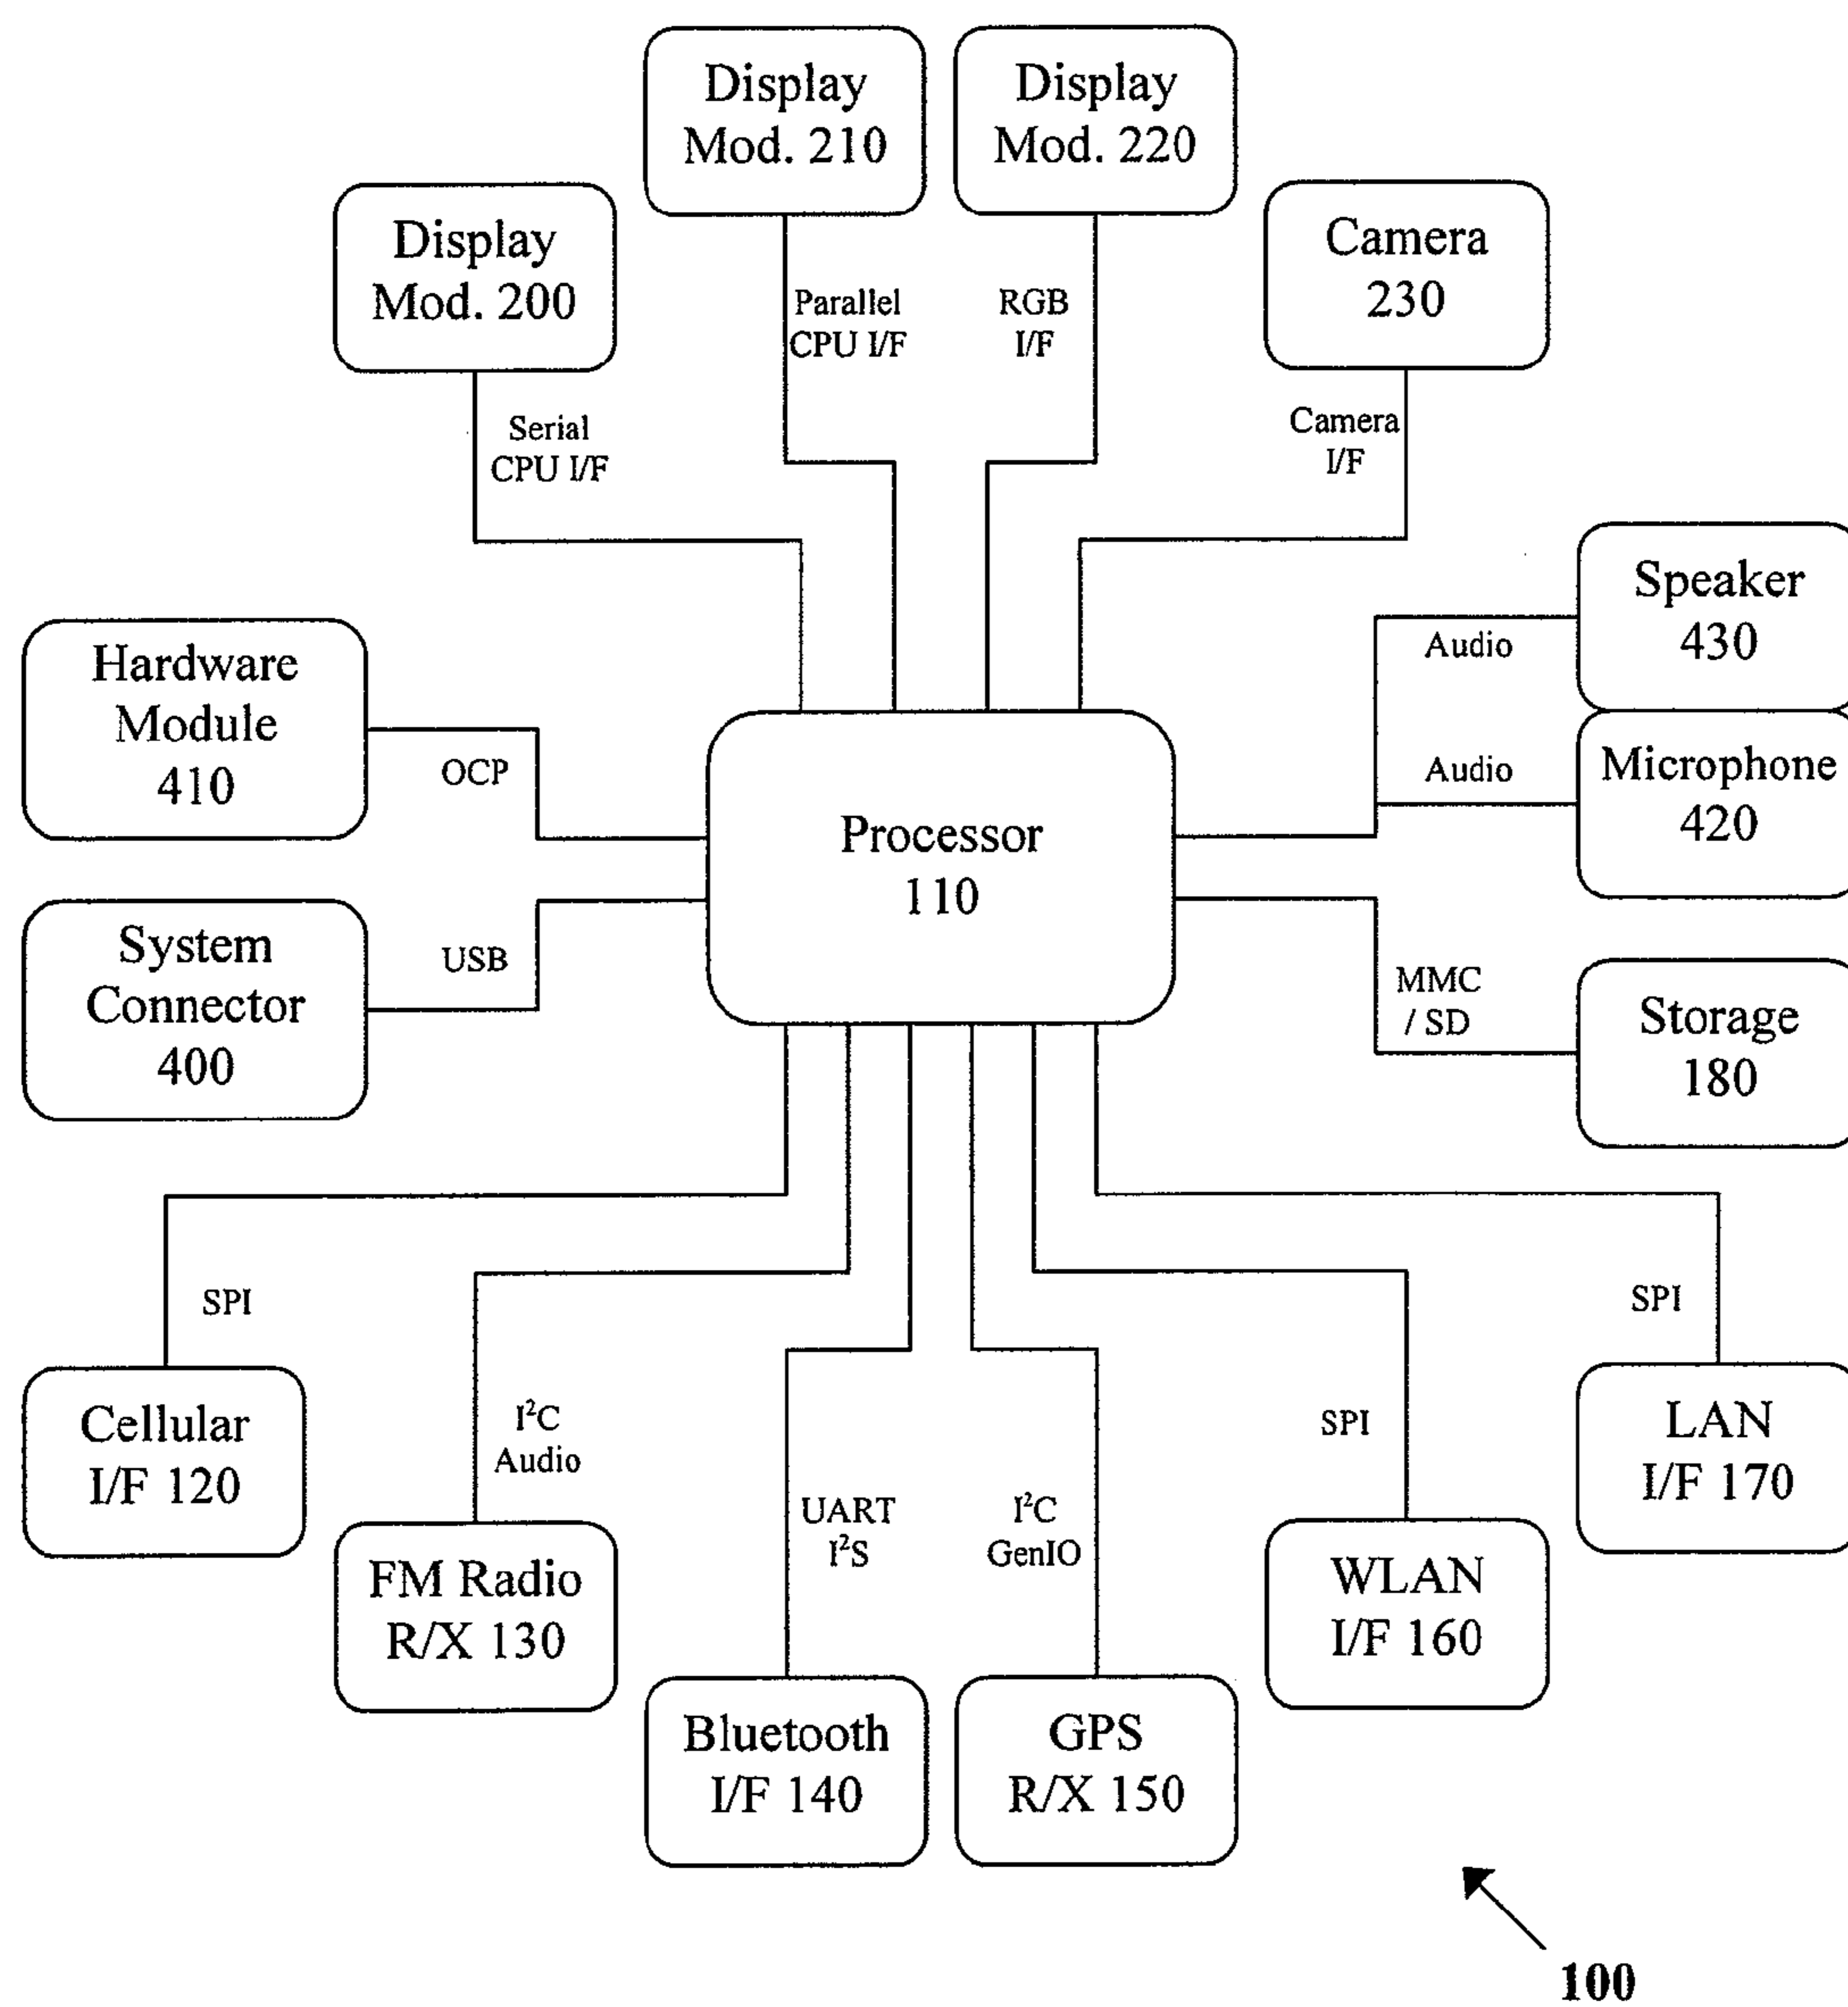 Display
Mod. 210
Display
Mod. 220
Display
Mod. 200
Camera
230
Parallel
CPU I/F
RGB
I/F
Serial
CPU I/F
Camera
I/F
Speaker
430
Audio
Hardware
Module
410
OCP
Microphone
420
Audio
Processor
110
System
Connector
400
USB
MMC
/ SD
Storage
180
SPI
SPI
Cellular
I/F 120
I²C
Audio
UART
I²S
I²C
GenIO
SPI
LAN
I/F 170
FM Radio
R/X 130
WLAN
I/F 160
Bluetooth
I/F 140
GPS
R/X 150
100